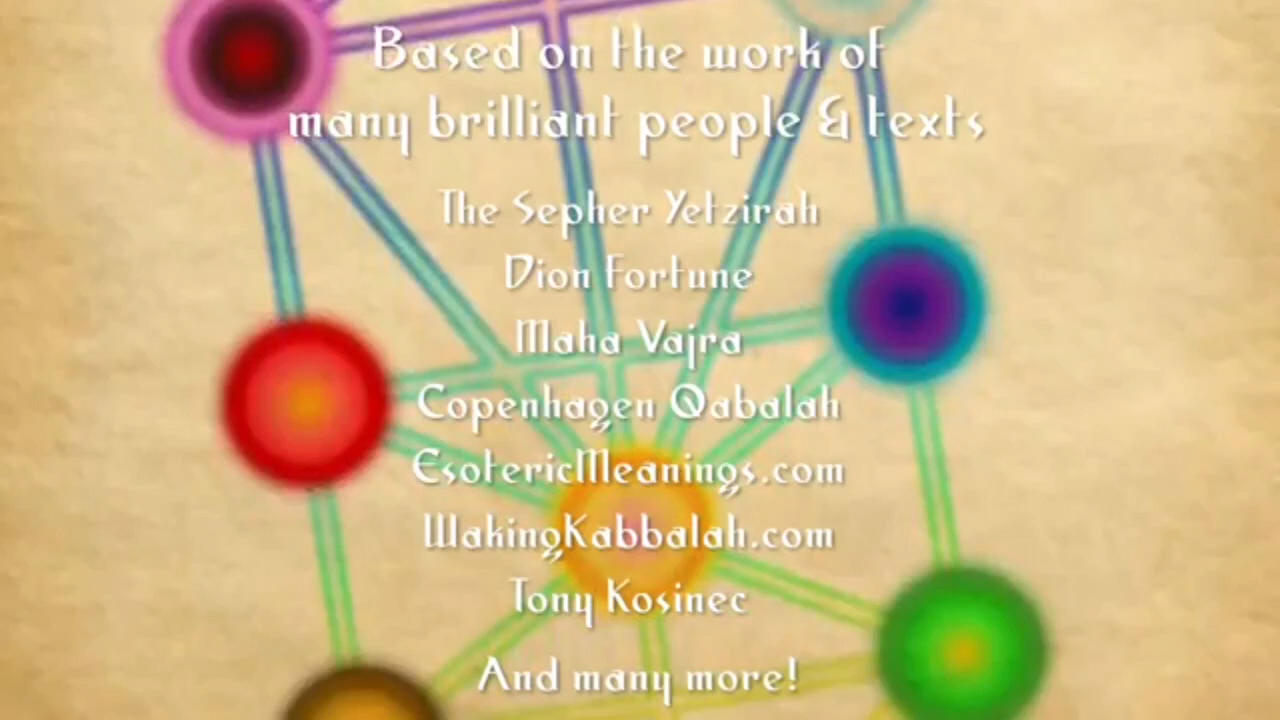 Based on the work of
many brilliant people & texts
The Sepher Yetzirah
Dion Fortune
Maha Vajra
Copenhagen Qabalah
EsotericMeanings.com
WakingKabbalah.com
Tony Kosinec
And many more!